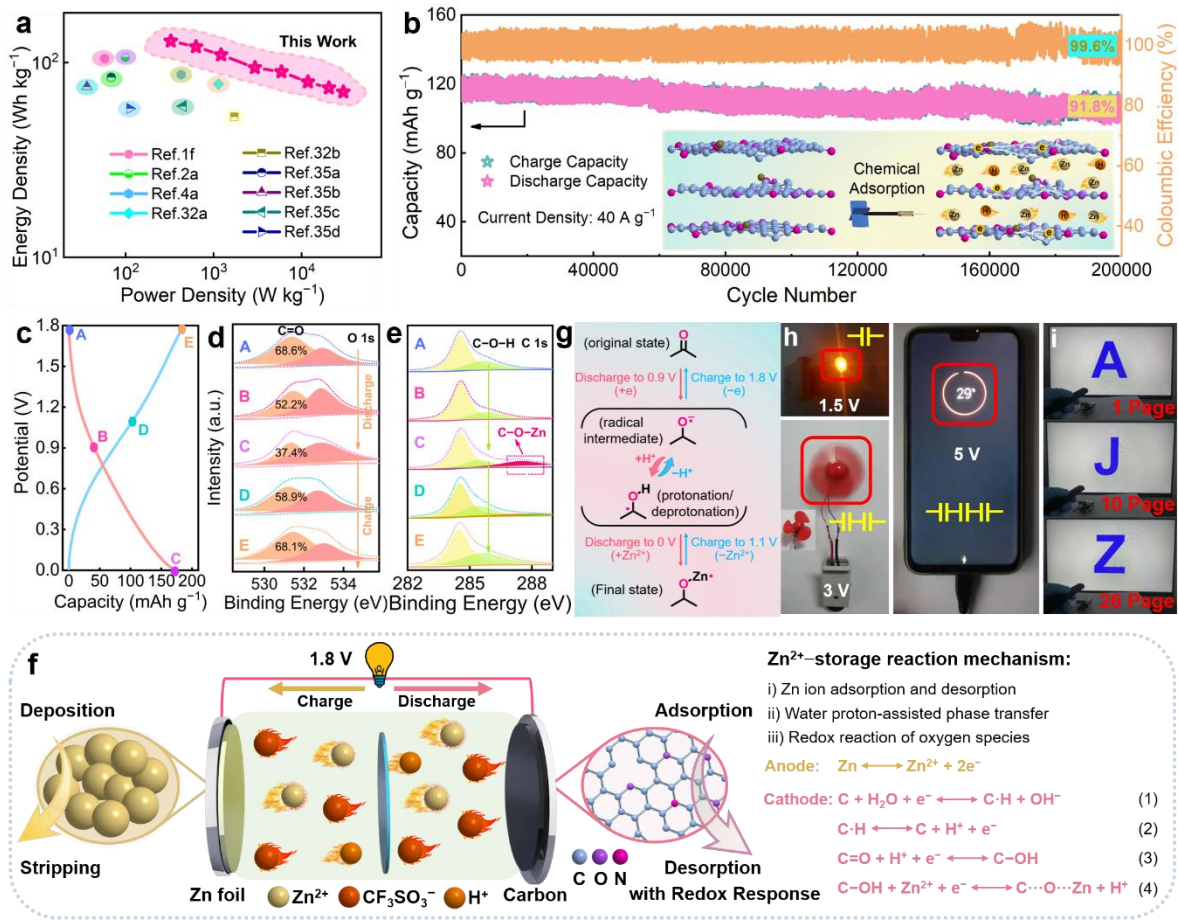 a
This Work
Energy Density (Wh kg⁻¹)
10²
10¹
Ref.1f
Ref.2a
Ref.4a
Ref.32a
Ref.32b
Ref.35a
Ref.35b
Ref.35c
Ref.35d
10²
10³
10⁴
Power Density (W kg⁻¹)
b
Capacity (mAh g⁻¹)
160
120
80
40
99.6%
91.8%
Charge Capacity
Discharge Capacity
Current Density: 40 A g⁻¹
Chemical
Adsorption
e e
Zn H Zn H
e e Zn
Zn H Zn H Zn
e e
100
80
60
40
Couloumbic Effciency (%)
0 40000 80000 120000 160000 200000
Cycle Number
c
Potential (V)
1.8
1.2
0.9
0.6
0.3
0.0
A
E
B
D
C
0 50 100 150 200
Capacity (mAh g⁻¹)
d
C=O
O 1s
Intensity (a.u.)
A
68.6%
B
52.2%
C
37.4%
D
58.9%
E
68.1%
Discharge
Charge
530 532 534
Binding Energy (eV)
e
C–O–H C 1s
A
B
C
C–O–Zn
D
E
282 285 288
Binding Energy (eV)
g
(original state)
O
Discharge to 0.9 V
(+e)
Charge to 1.8 V
(−e)
(radical
intermediate)
O
+H⁺
−H⁺
O H
(protonation/
deprotonation)
Discharge to 0 V
(+Zn²⁺)
Charge to 1.1 V
(−Zn²⁺)
(Final state)
O Zn
h
1.5 V
3 V
29%
5 V
i
A
1 Page
J
10 Page
Z
26 Page
f
1.8 V
Charge
Discharge
Deposition
Stripping
Adsorption
Desorption
with Redox Response
C O N
Zn foil
Zn²⁺
CF₃SO₃⁻
H⁺
Carbon
Zn²⁺–storage reaction mechanism:
i) Zn ion adsorption and desorption
ii) Water proton-assisted phase transfer
iii) Redox reaction of oxygen species
Anode: Zn ⟷ Zn²⁺ + 2e⁻
Cathode: C + H₂O + e⁻ ⟷ C·H + OH⁻ (1)
C·H ⟷ C + H⁺ + e⁻ (2)
C=O + H⁺ + e⁻ ⟷ C−OH (3)
C−OH + Zn²⁺ + e⁻ ⟷ C···O···Zn + H⁺ (4)